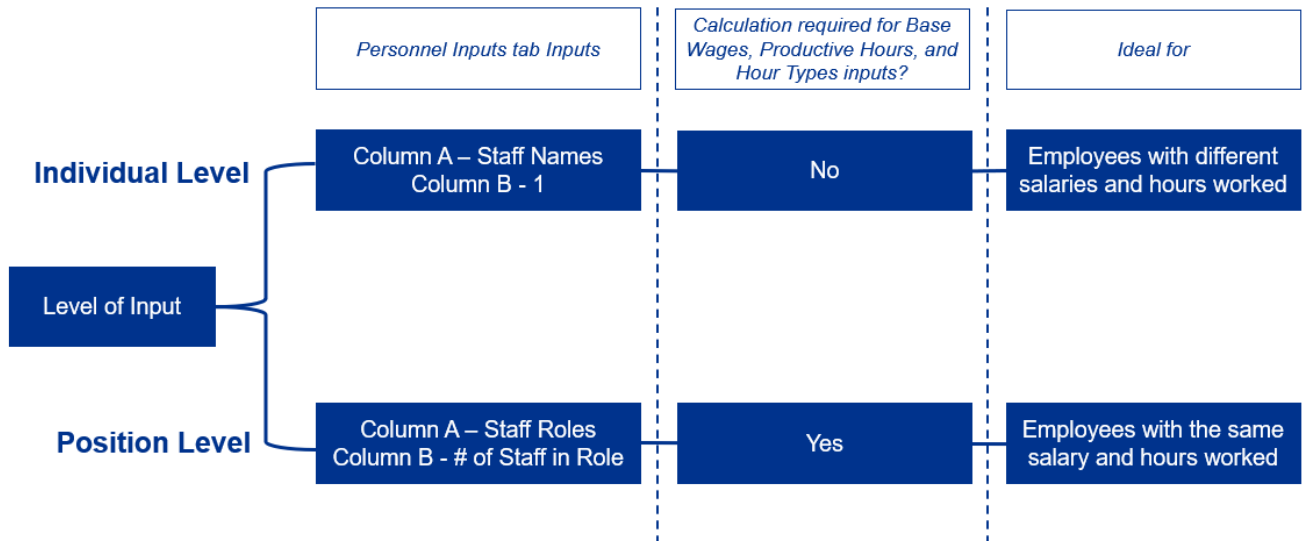 Personnel Inputs tab Inputs
Calculation required for Base
Wages, Productive Hours, and
Hour Types inputs?
Ideal for
Individual Level
Column A – Staff Names
Column B - 1
No
Employees with different
salaries and hours worked
Level of Input
Position Level
Column A – Staff Roles
Column B - # of Staff in Role
Yes
Employees with the same
salary and hours worked